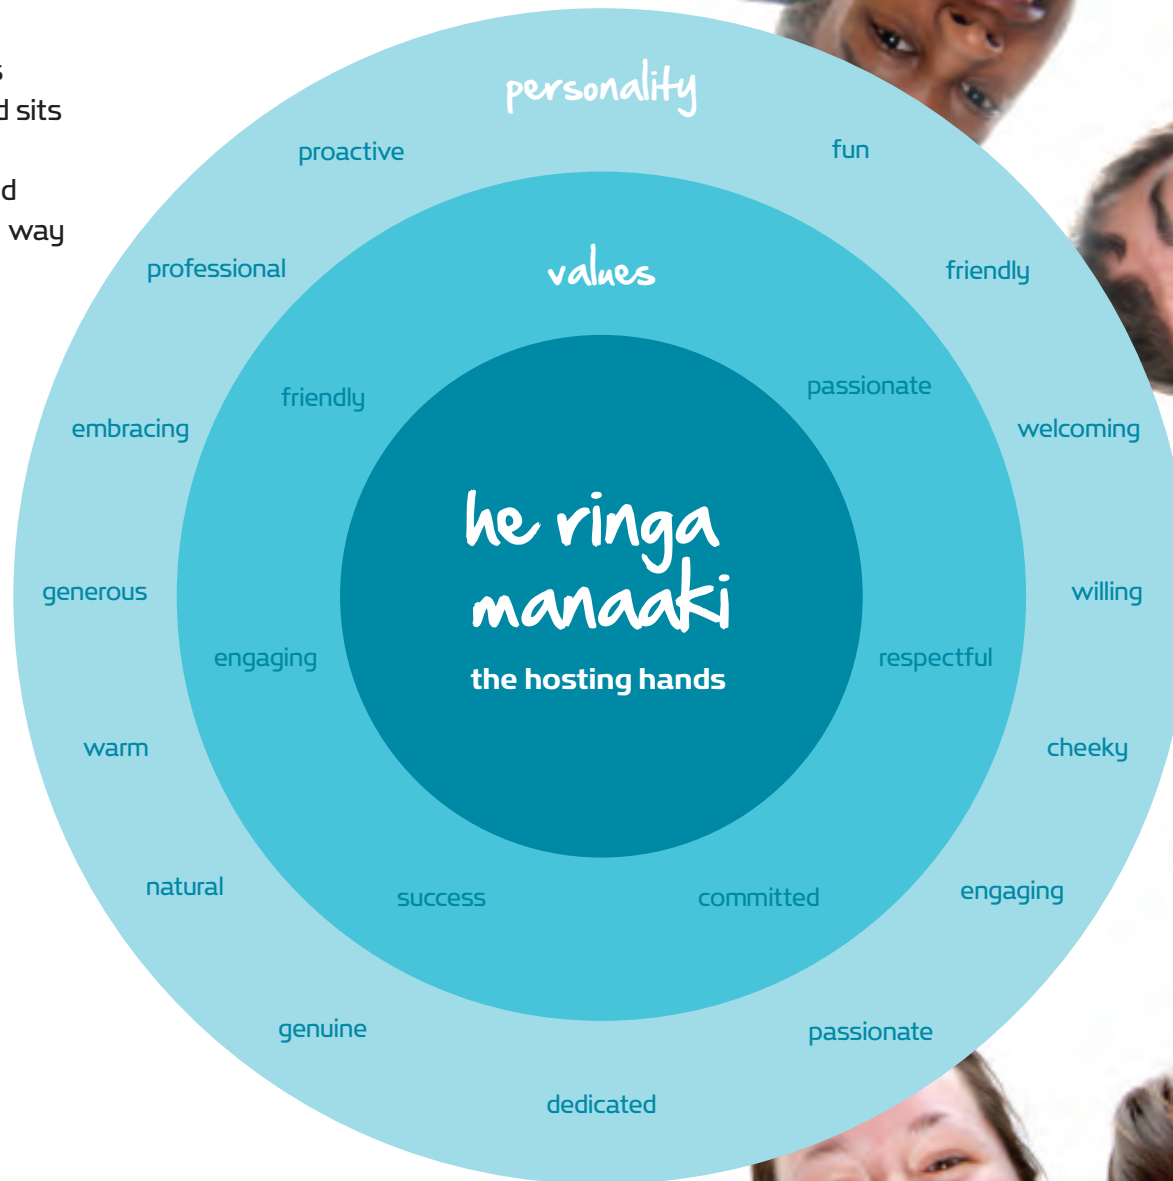 d sits
d
way
personality
proactive
fun
professional
values
friendly
friendly
passionate
embracing
welcoming
he ringa
manaaki
generous
willing
engaging
respectful
the hosting hands
warm
cheeky
natural
success
committed
engaging
genuine
passionate
dedicated